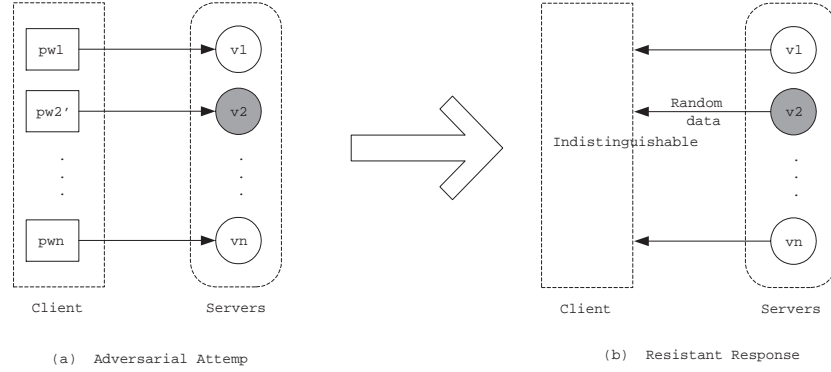 pw1
v1
pw2'
v2
. . .
. . .
pwn
vn
Client
Servers
(a) Adversarial Attemp
v1
Random
data
v2
Indistinguishable
. . .
vn
Client
Servers
(b) Resistant Response